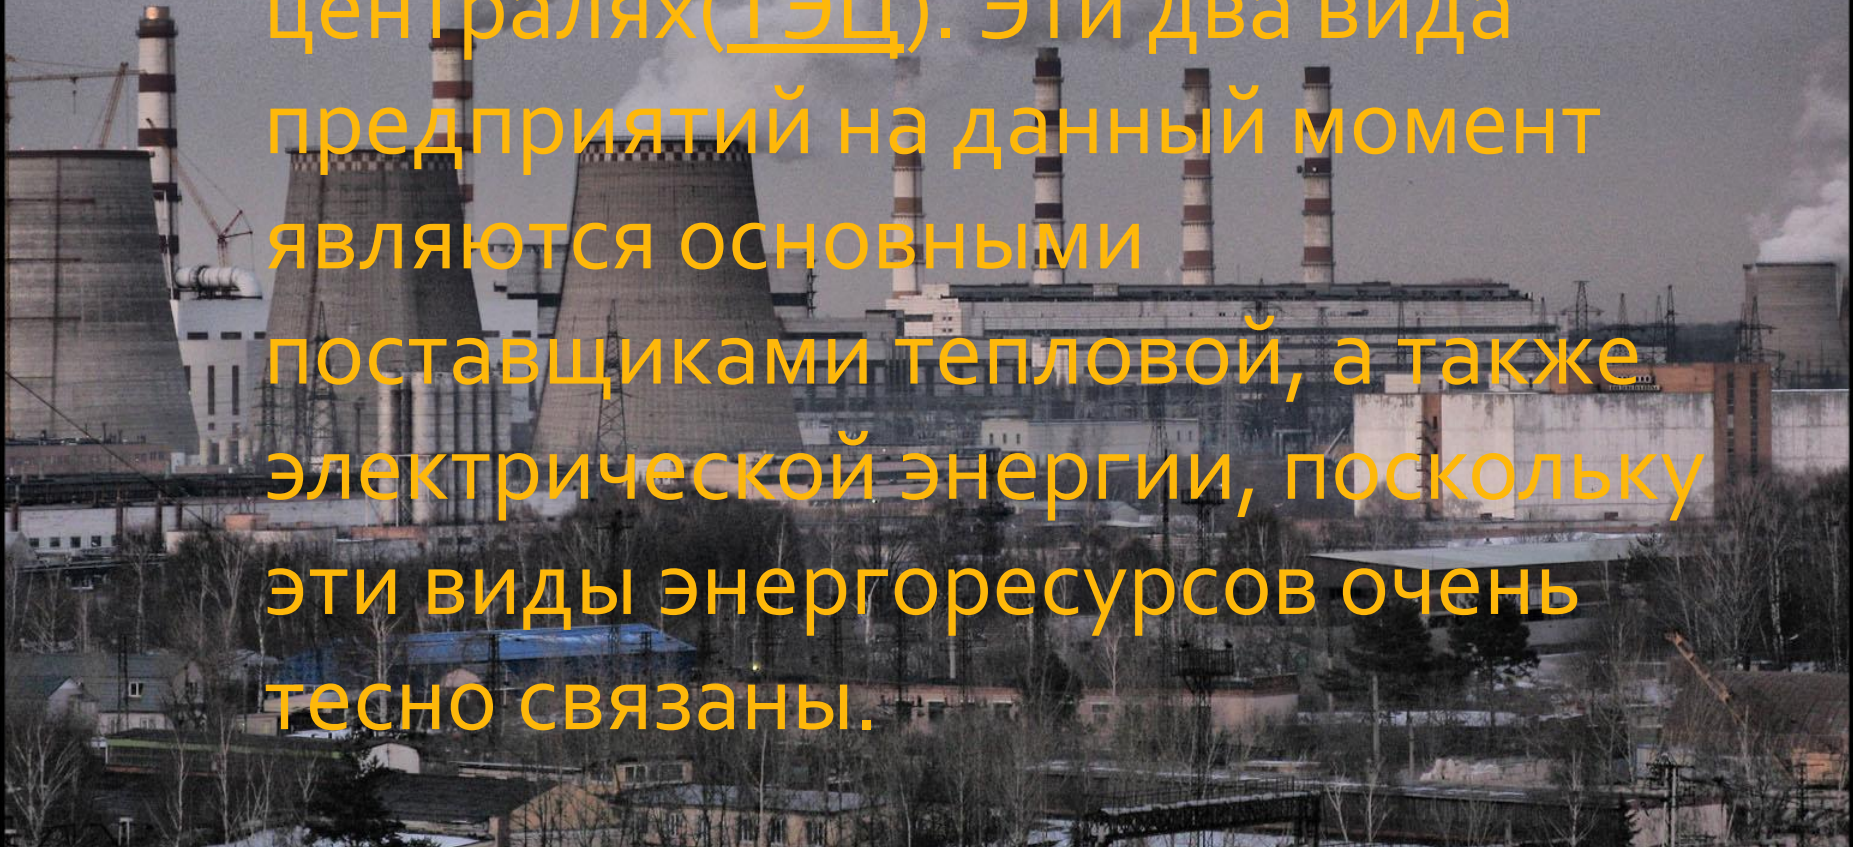 централях(ТЭЦ). Эти два вида
предприятий на данный момент
являются основными
поставщиками тепловой, а также
электрической энергии, поскольку
эти виды энергоресурсов очень
тесно связаны.